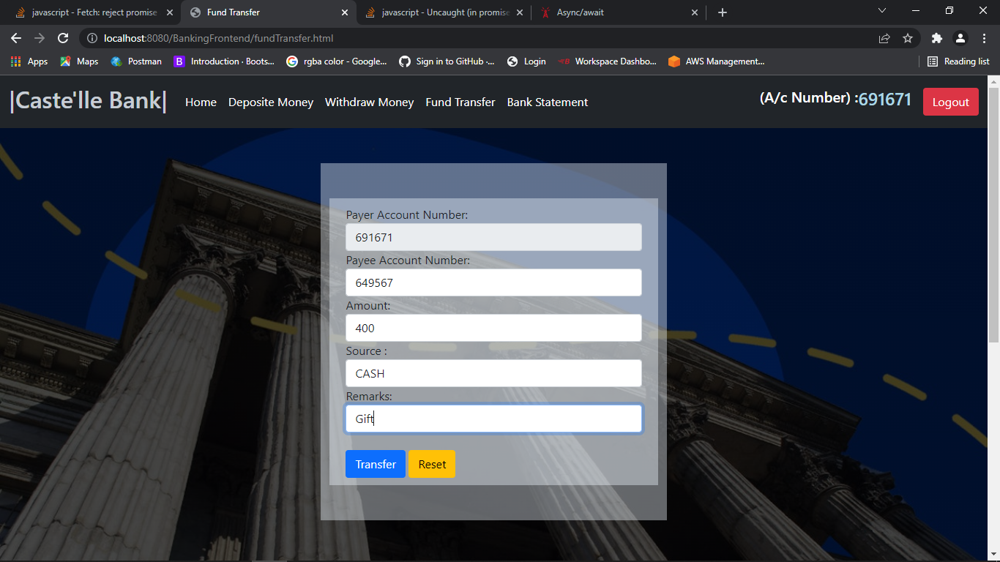 javascript - Fetch: reject promise
Fund Transfer
javascript - Uncaught (in promise
Async/await
localhost:8080/BankingFrontend/fundTransfer.html
Apps
Maps
Postman
Introduction · Boots...
rgba color - Google...
Sign in to GitHub ·...
Login
Workspace Dashbo...
AWS Management...
Reading list
|Caste'lle Bank|
Home
Deposite Money
Withdraw Money
Fund Transfer
Bank Statement
(A/c Number) :691671
Logout
Payer Account Number:
691671
Payee Account Number:
649567
Amount:
400
Source :
CASH
Remarks:
Gift
Transfer
Reset